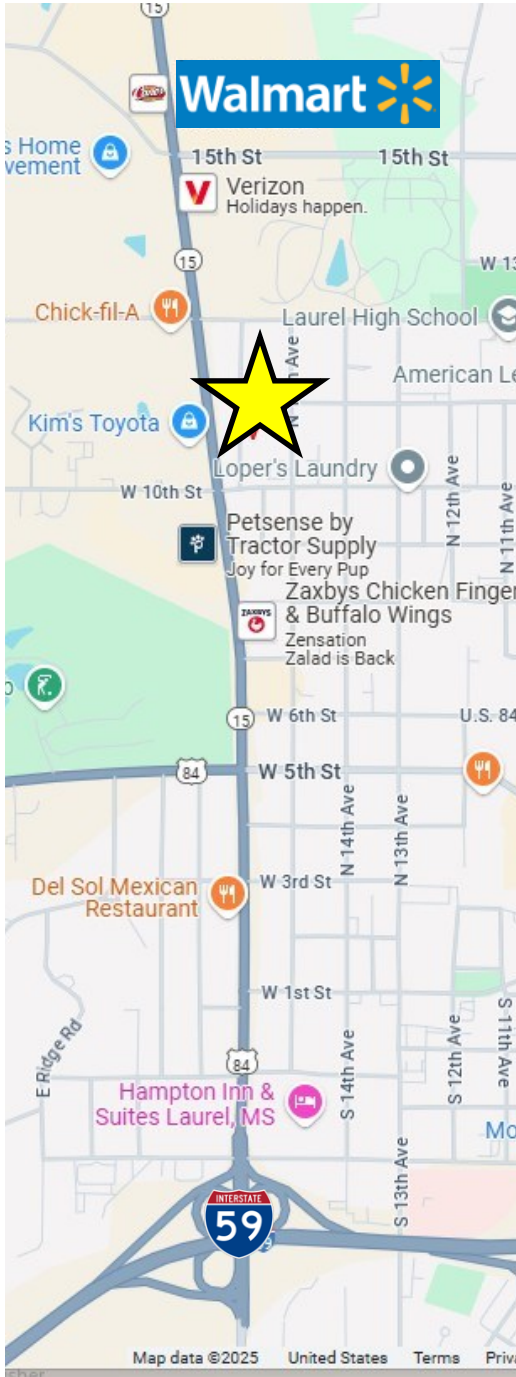 15
Walmart
s Home
vement
15th St
15th St
Verizon
Holidays happen.
15
W 13
Chick-fil-A
Laurel High School
Ave
American Le
Kim's Toyota
Loper's Laundry
W 10th St
N 12th Ave
N 11th Ave
Petsense by
Tractor Supply
Joy for Every Pup
ZAXBYS
Zaxbys Chicken Finger
& Buffalo Wings
Zensation
Zalad is Back
15
W 6th St
U.S. 84
84
W 5th St
N 14th Ave
N 13th Ave
Del Sol Mexican
Restaurant
W 3rd St
W 1st St
E Ridge Rd
S 14th Ave
S 12th Ave
S 11th Ave
84
Hampton Inn &
Suites Laurel, MS
Mo
S 13th Ave
INTERSTATE
59
Map data ©2025
United States
Terms
Priva